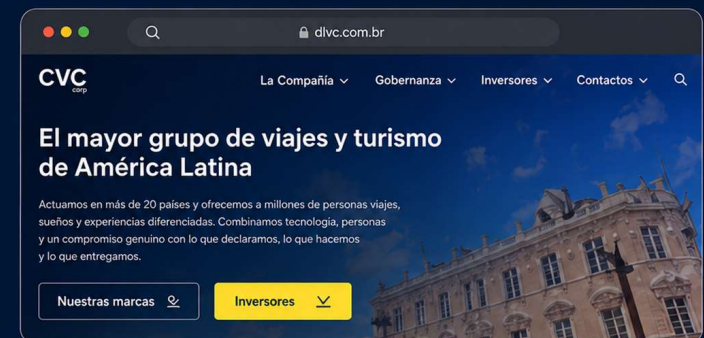 dlvc.com.br
CVC
corp
La Compañía
Gobernanza
Inversores
Contactos
El mayor grupo de viajes y turismo
de América Latina
Actuamos en más de 20 países y ofrecemos a millones de personas viajes,
sueños y experiencias diferenciadas. Combinamos tecnología, personas
y un compromiso genuino con lo que declaramos, lo que hacemos
y lo que entregamos.
Nuestras marcas
Inversores